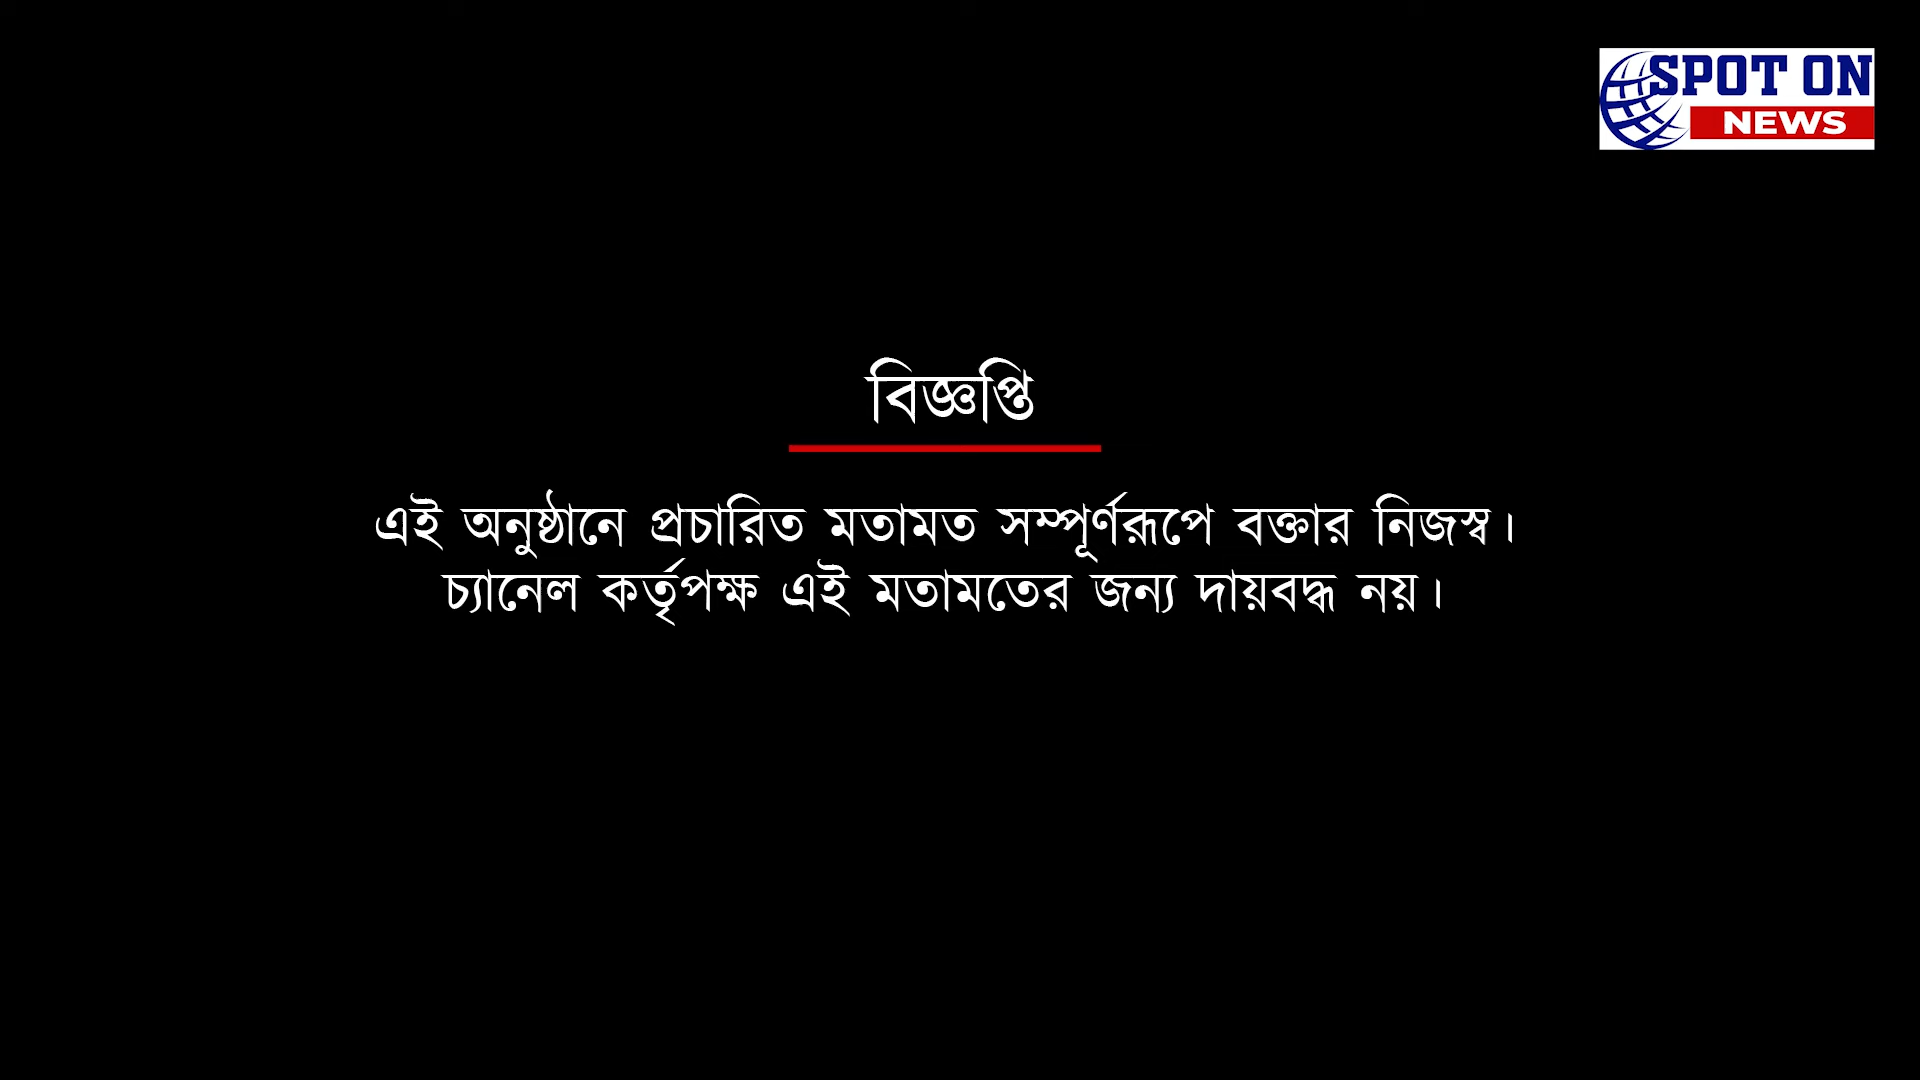 SPOT ON
NEWS
বিজ্ঞপ্তি
এই অনুষ্ঠানে প্রচারিত মতামত সম্পূর্ণরূপে বক্তার নিজস্ব।
চ্যানেল কর্তৃপক্ষ এই মতামতের জন্য দায়বদ্ধ নয়।